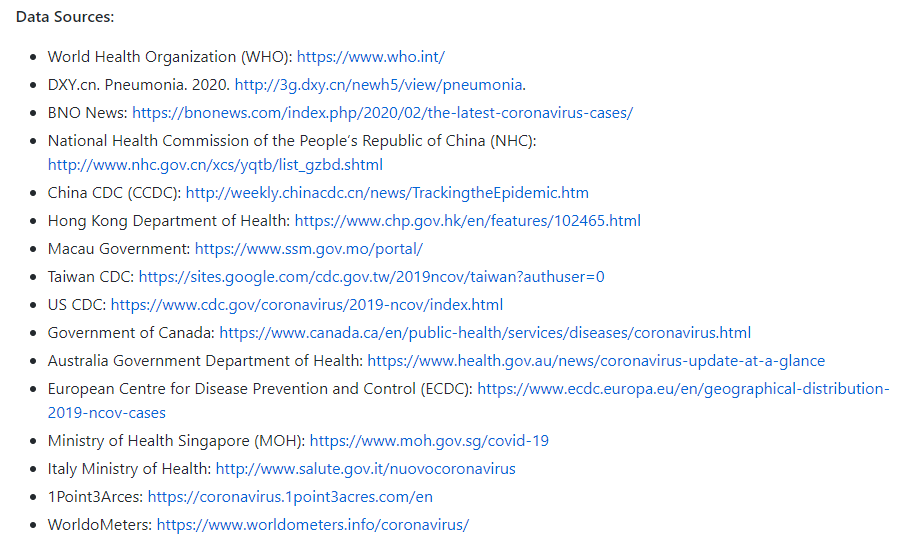 Data Sources:
World Health Organization (WHO): https://www.who.int/
DXY.cn. Pneumonia. 2020. http://3g.dxy.cn/newh5/view/pneumonia.
BNO News: https://bnonews.com/index.php/2020/02/the-latest-coronavirus-cases/
National Health Commission of the People’s Republic of China (NHC):
http://www.nhc.gov.cn/xcs/yqtb/list_gzbd.shtml
China CDC (CCDC): http://weekly.chinacdc.cn/news/TrackingtheEpidemic.htm
Hong Kong Department of Health: https://www.chp.gov.hk/en/features/102465.html
Macau Government: https://www.ssm.gov.mo/portal/
Taiwan CDC: https://sites.google.com/cdc.gov.tw/2019ncov/taiwan?authuser=0
US CDC: https://www.cdc.gov/coronavirus/2019-ncov/index.html
Government of Canada: https://www.canada.ca/en/public-health/services/diseases/coronavirus.html
Australia Government Department of Health: https://www.health.gov.au/news/coronavirus-update-at-a-glance
European Centre for Disease Prevention and Control (ECDC): https://www.ecdc.europa.eu/en/geographical-distribution-
2019-ncov-cases
Ministry of Health Singapore (MOH): https://www.moh.gov.sg/covid-19
Italy Ministry of Health: http://www.salute.gov.it/nuovocoronavirus
1Point3Arces: https://coronavirus.1point3acres.com/en
WorldoMeters: https://www.worldometers.info/coronavirus/